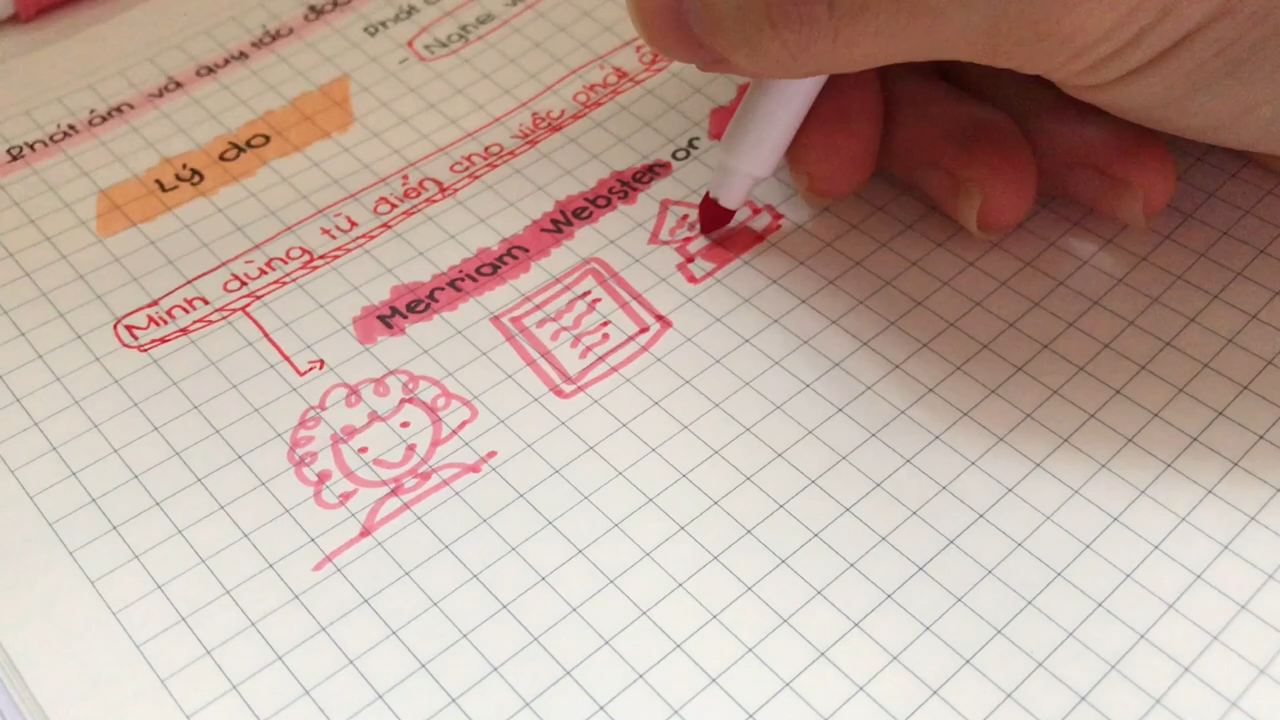 Phát âm và quy tắc đọc
Phát
- Nghe
Lý do
Mình dùng từ điển cho việc phát
Merriam Webster or